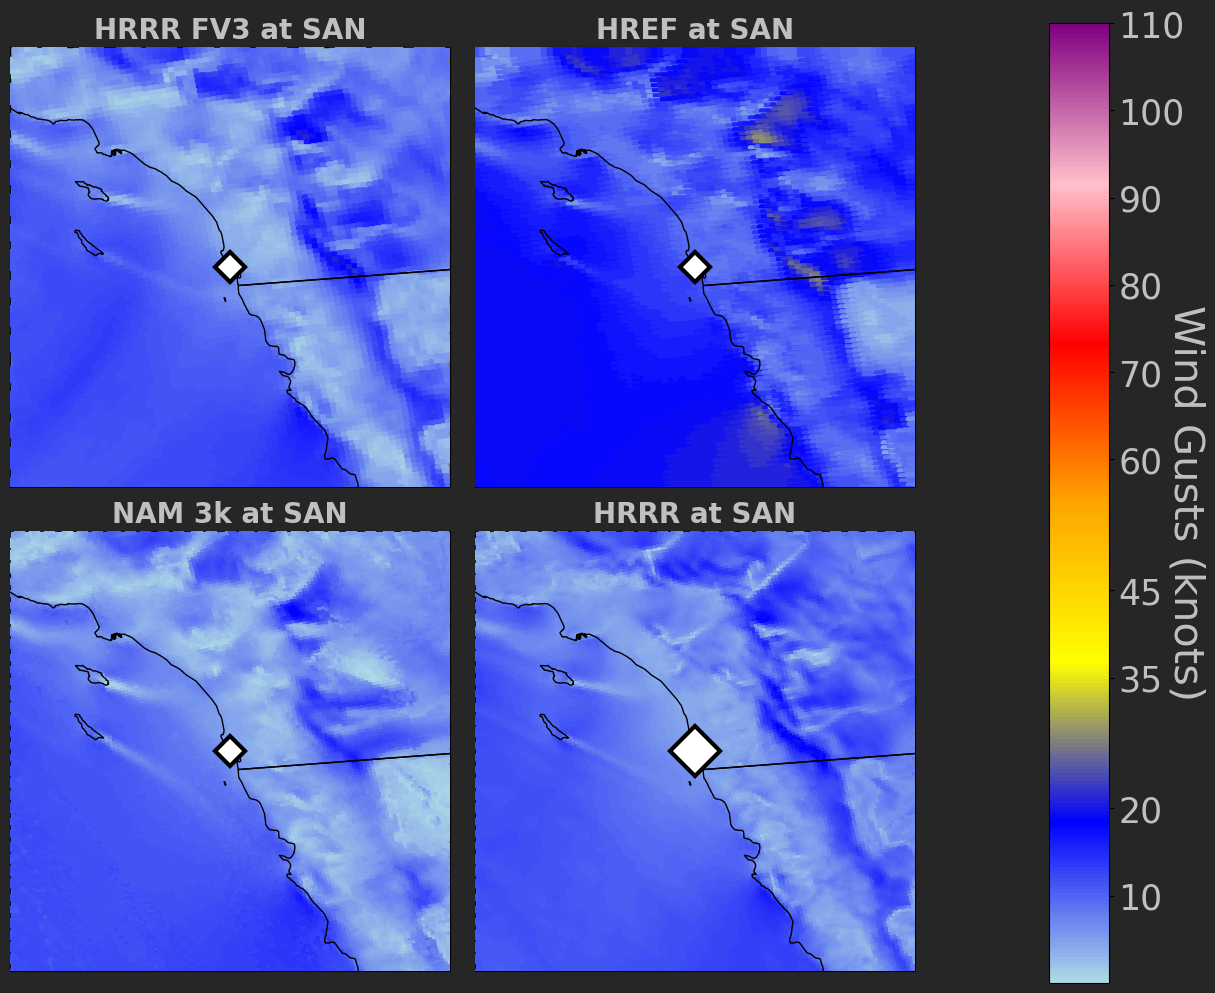 HRRR FV3 at SAN
HREF at SAN
NAM 3k at SAN
HRRR at SAN
110
100
90
80
70
60
45
35
20
10
Wind Gusts (knots)